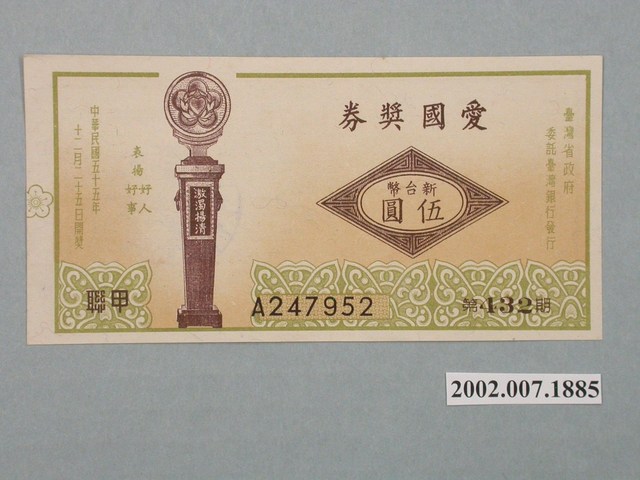 愛國獎券
臺灣省政府
委託臺灣銀行發行
新台幣
伍圓
激濁揚清
表揚好人
好事
中華民國五十五年
十二月二十五日開獎
甲聯
A247952
第432期
2002.007.1885